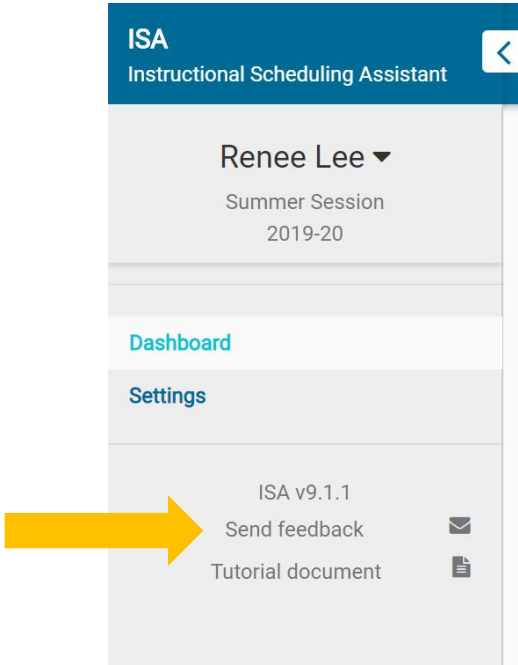 ISA
Instructional Scheduling Assistant
Renee Lee
Summer Session
2019-20
Dashboard
Settings
ISA v9.1.1
Send feedback
Tutorial document